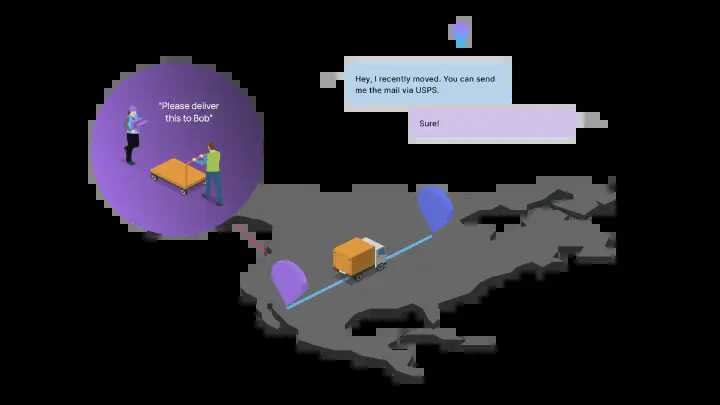 "Please deliver
this to Bob"
Hey, I recently moved. You can send
me the mail via USPS.
Sure!